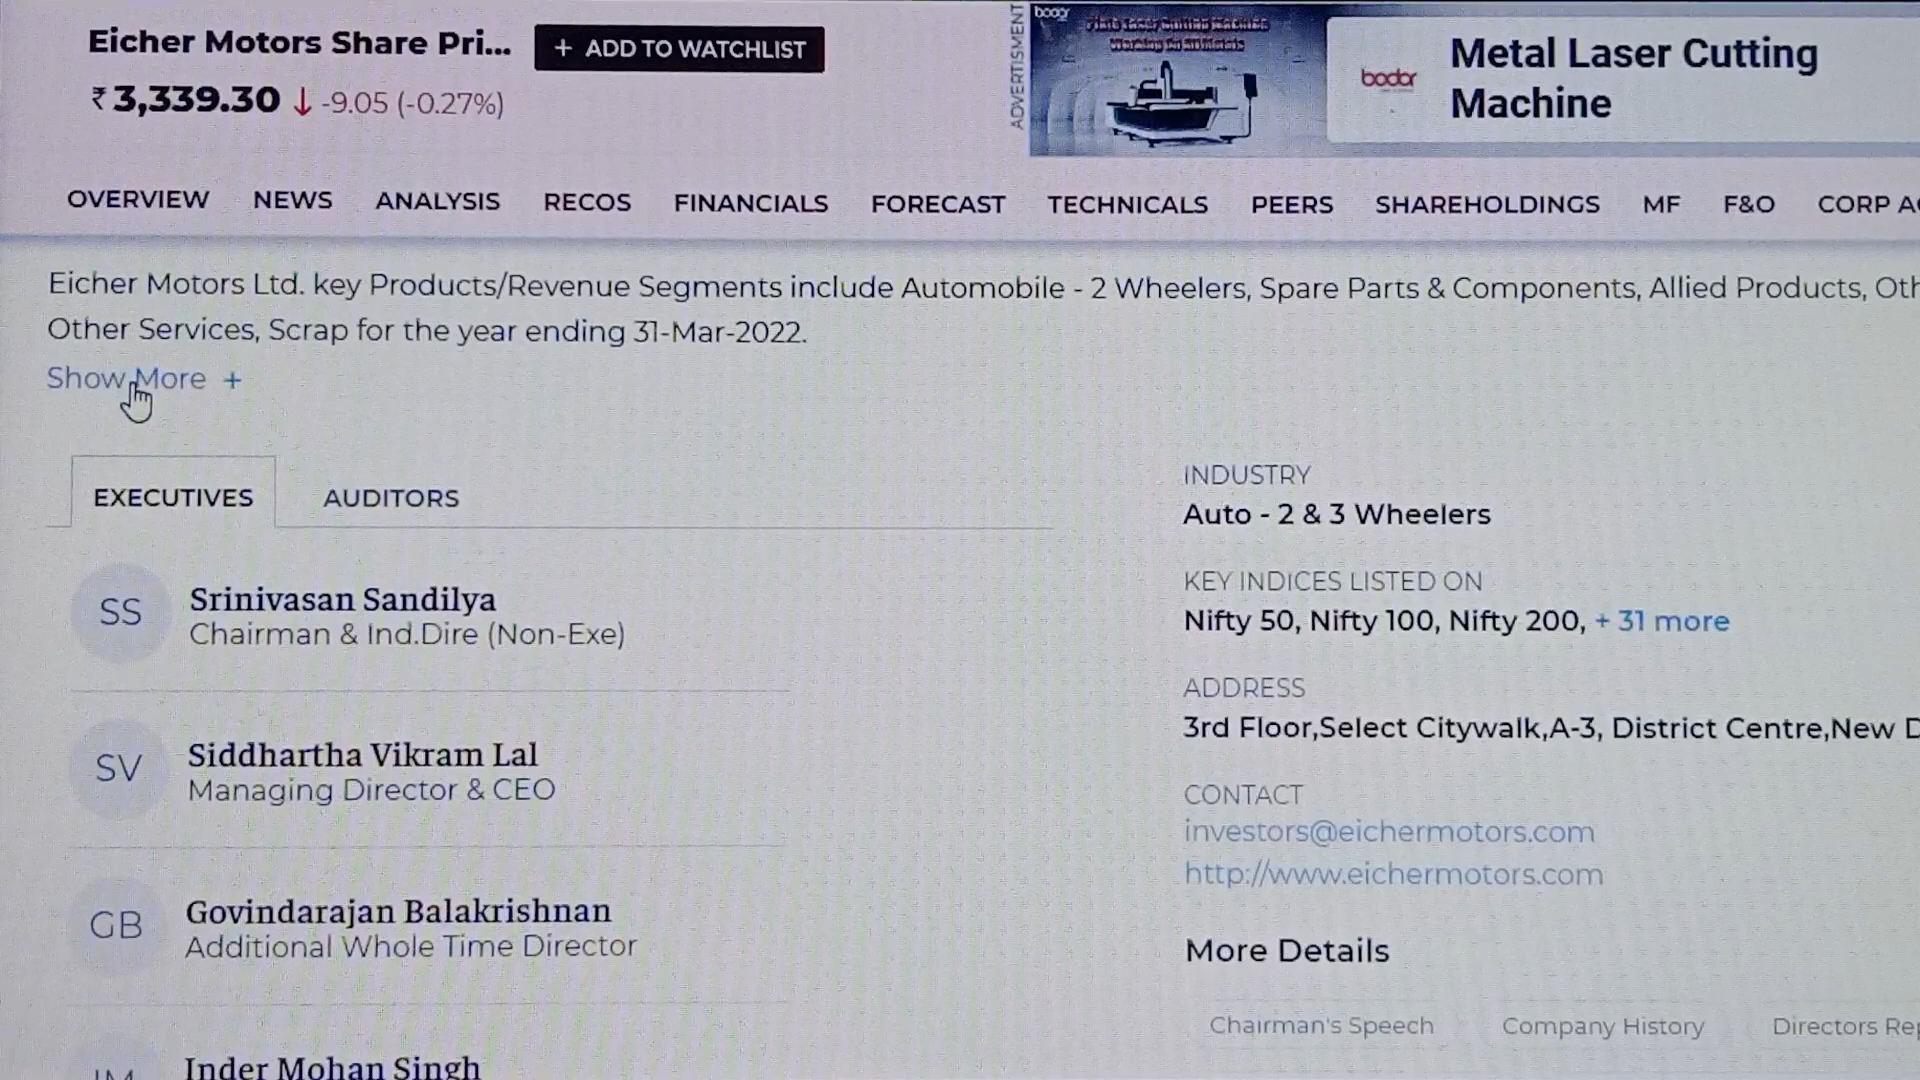 Eicher Motors Share Pri...
+ ADD TO WATCHLIST
₹ 3,339.30 ↓ -9.05 (-0.27%)
ADVERTISMENT
bodor
Metal Laser Cutting
Machine
bodor
OVERVIEW NEWS ANALYSIS RECOS FINANCIALS FORECAST TECHNICALS PEERS SHAREHOLDINGS MF F&O CORP
Eicher Motors Ltd. key Products/Revenue Segments include Automobile - 2 Wheelers, Spare Parts & Components, Allied Products,
Other Services, Scrap for the year ending 31-Mar-2022.
Show More +
EXECUTIVES AUDITORS
SS
Srinivasan Sandilya
Chairman & Ind.Dire (Non-Exe)
SV
Siddhartha Vikram Lal
Managing Director & CEO
GB
Govindarajan Balakrishnan
Additional Whole Time Director
Inder Mohan Singh
INDUSTRY
Auto - 2 & 3 Wheelers
KEY INDICES LISTED ON
Nifty 50, Nifty 100, Nifty 200, + 31 more
ADDRESS
3rd Floor,Select Citywalk,A-3, District Centre,New
CONTACT
investors@eichermotors.com
http://www.eichermotors.com
More Details
Chairman's Speech Company History Directors